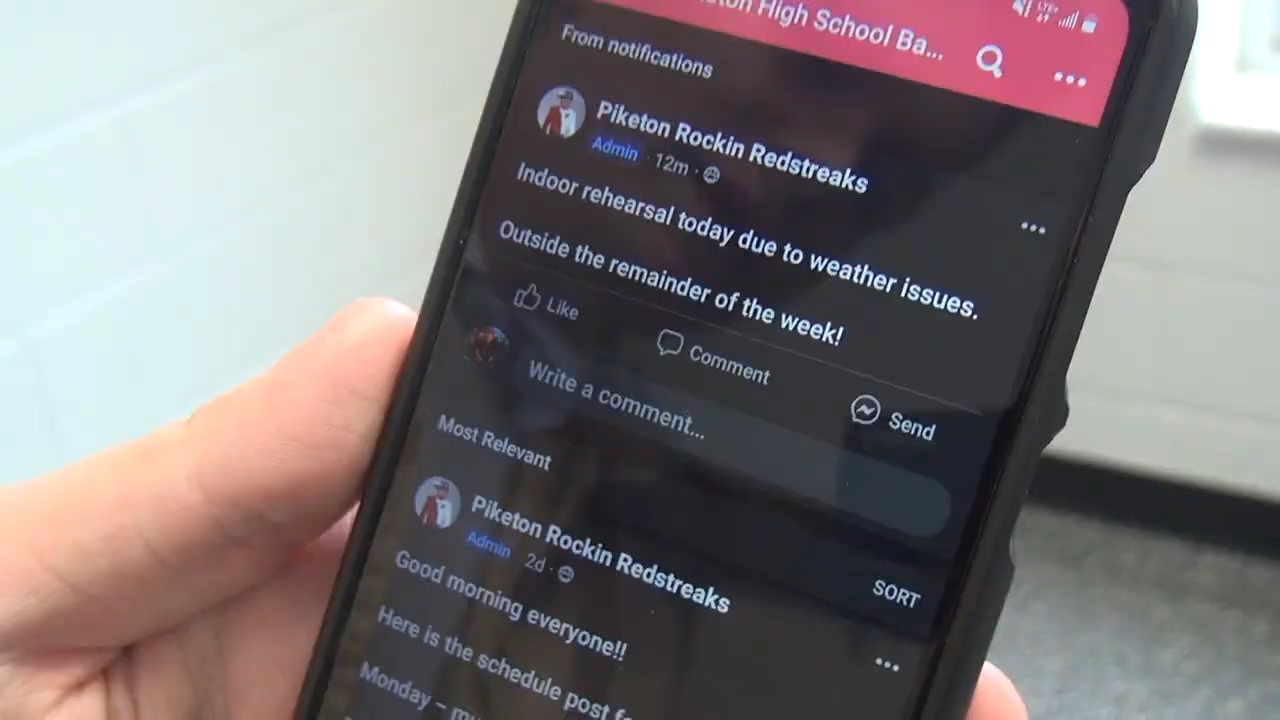 High School Ba...
LTE+
From notifications
Piketon Rockin Redstreaks
Admin · 12m ·
Indoor rehearsal today due to weather issues.
Outside the remainder of the week!
Like
Comment
Send
Write a comment...
Most Relevant
Piketon Rockin Redstreaks
Admin 2d ·
SORT
Good morning everyone!!
Here is the schedule post
Monday –